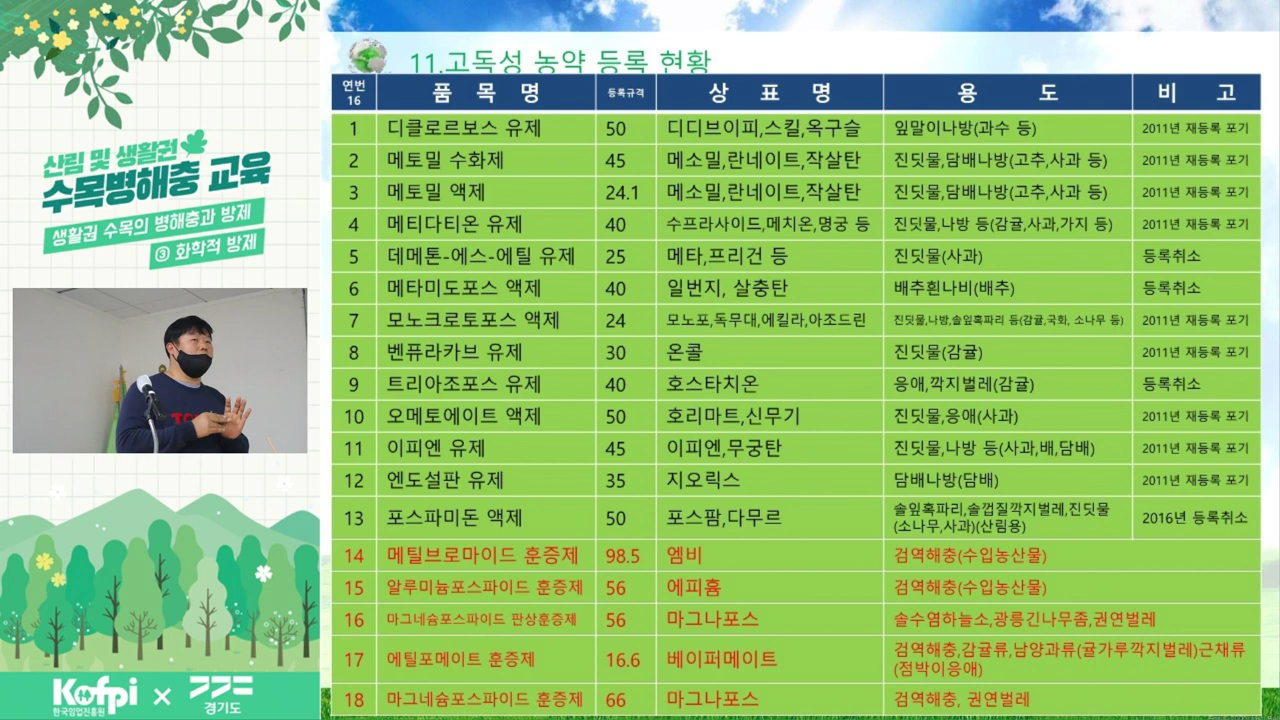 산림 및 생활권
수목병해충 교육
생활권 수목의 병해충과 방제
③ 화학적 방제
Kofpi
한국임업진흥원
×
경기도
11.고독성 농약 등록 현황
연번 16 품 목 명 등록규격 상 표 명 용 도 비 고
1 디클로르보스 유제 50 디디브이피,스킬,옥구슬 잎말이나방(과수 등) 2011년 재등록 포기
2 메토밀 수화제 45 메소밀,란네이트,작살탄 진딧물,담배나방(고추,사과 등) 2011년 재등록 포기
3 메토밀 액제 24.1 메소밀,란네이트,작살탄 진딧물,담배나방(고추,사과 등) 2011년 재등록 포기
4 메티다티온 유제 40 수프라사이드,메치온,명궁 등 진딧물,나방 등(감귤,사과,가지 등) 2011년 재등록 포기
5 데메톤-에스-에틸 유제 25 메타,프리건 등 진딧물(사과) 등록취소
6 메타미도포스 액제 40 일번지, 살충탄 배추흰나비(배추) 등록취소
7 모노크로토포스 액제 24 모노포,독무대,에킬라,아조드린 진딧물,나방,솔잎혹파리 등(감귤,국화, 소나무 등) 2011년 재등록 포기
8 벤퓨라카브 유제 30 온콜 진딧물(감귤) 2011년 재등록 포기
9 트리아조포스 유제 40 호스타치온 응애,깍지벌레(감귤) 등록취소
10 오메토에이트 액제 50 호리마트,신무기 진딧물,응애(사과) 2011년 재등록 포기
11 이피엔 유제 45 이피엔,무궁탄 진딧물,나방 등(사과,배,담배) 2011년 재등록 포기
12 엔도설판 유제 35 지오릭스 담배나방(담배) 2011년 재등록 포기
13 포스파미돈 액제 50 포스팜,다무르 솔잎혹파리,솔껍질깍지벌레,진딧물
(소나무,사과)(산림용) 2016년 등록취소
14 메틸브로마이드 훈증제 98.5 엠비 검역해충(수입농산물)
15 알루미늄포스파이드 훈증제 56 에피흄 검역해충(수입농산물)
16 마그네슘포스파이드 판상훈증제 56 마그나포스 솔수염하늘소,광릉긴나무좀,권연벌레
17 에틸포메이트 훈증제 16.6 베이퍼메이트 검역해충,감귤류,남양과류(귤가루깍지벌레)근채류
(점박이응애)
18 마그네슘포스파이드 훈증제 66 마그나포스 검역해충, 권연벌레